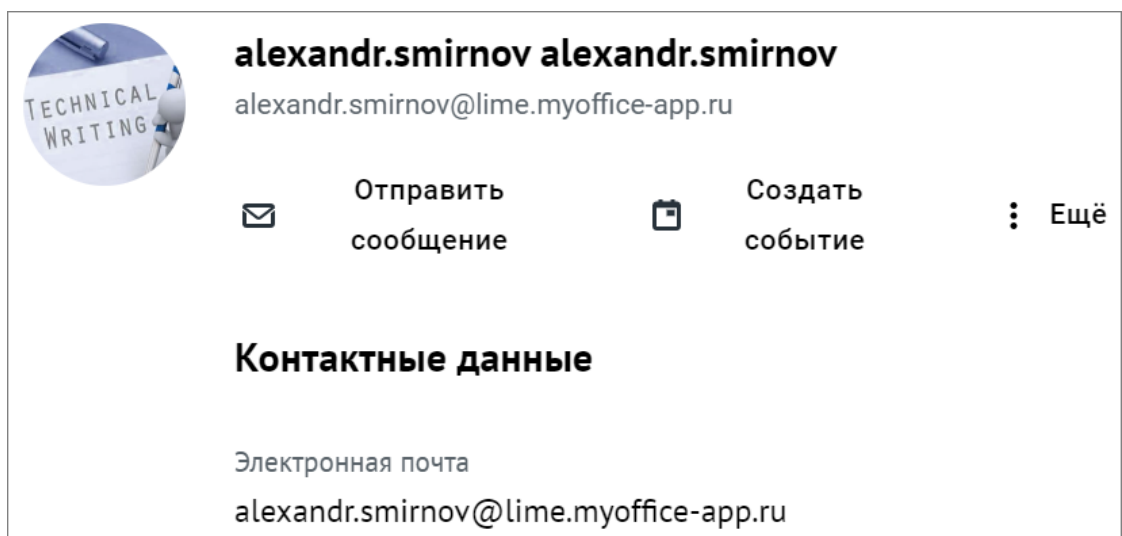 TECHNICAL
WRITING
alexandr.smirnov alexandr.smirnov
alexandr.smirnov@lime.myoffice-app.ru
Отправить
сообщение
Создать
событие
Ещё
Контактные данные
Электронная почта
alexandr.smirnov@lime.myoffice-app.ru